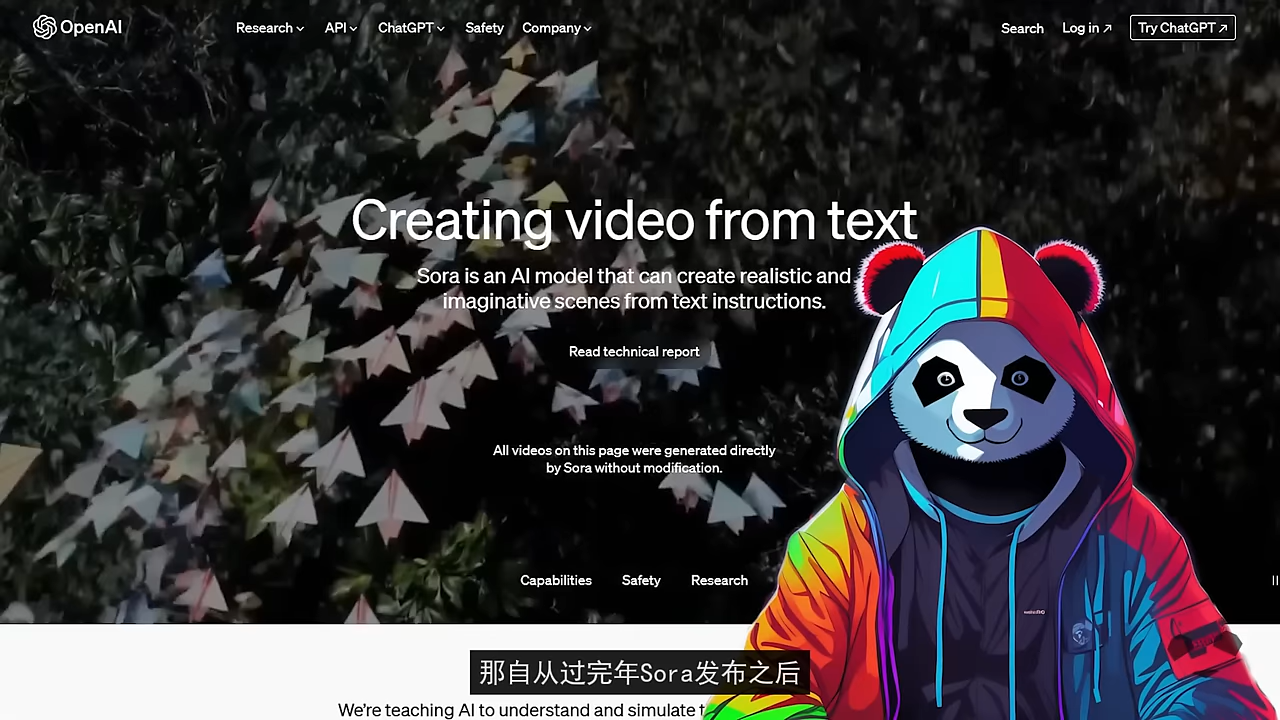 OpenAI
Research API ChatGPT Safety Company
Search Log in ↗ Try ChatGPT ↗
Creating video from text
Sora is an AI model that can create realistic and
imaginative scenes from text instructions.
Read technical report
All videos on this page were generated directly
by Sora without modification.
Capabilities Safety Research
那自从过完年Sora发布之后
We're teaching AI to understand and simulate